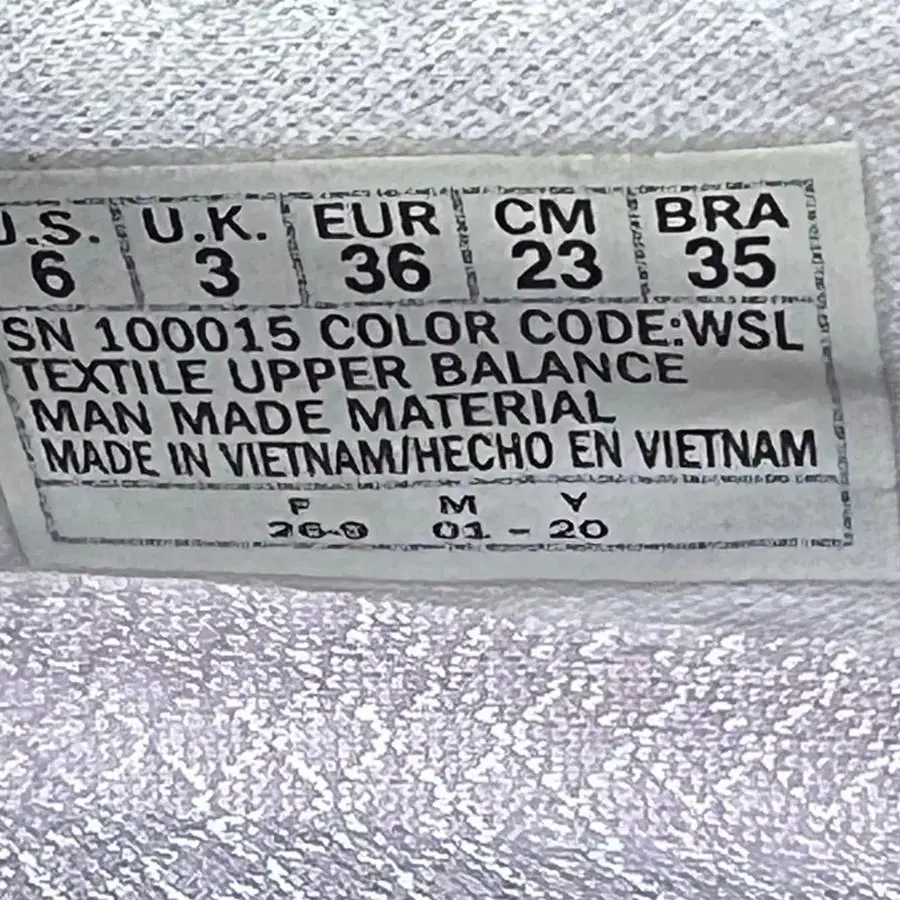 U.S. U.K. EUR CM BRA
6 3 36 23 35
SN 100015 COLOR CODE:WSL
TEXTILE UPPER BALANCE
MAN MADE MATERIAL
MADE IN VIETNAM/HECHO EN VIETNAM
F M Y
01 - 20